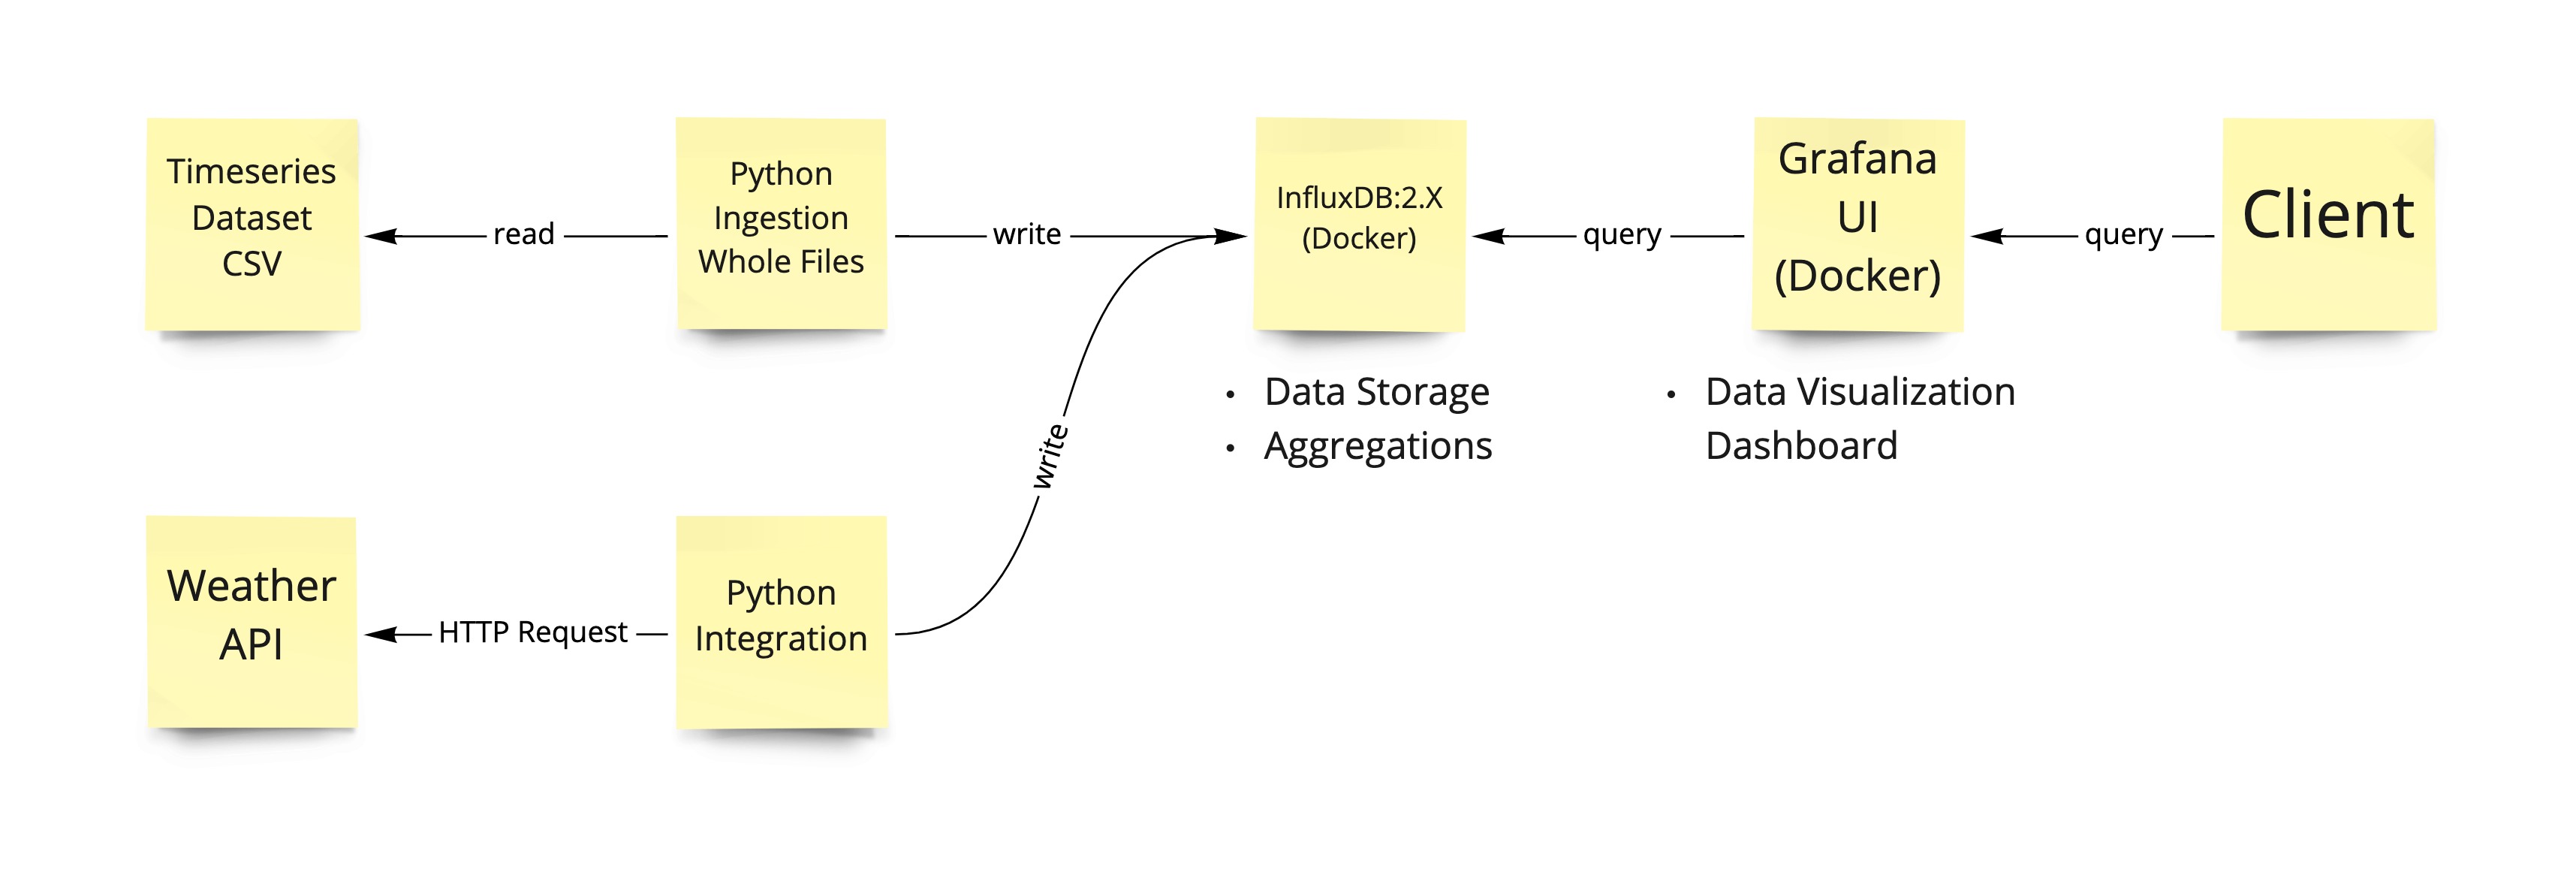 Timeseries
Dataset
CSV
read
Python
Ingestion
Whole Files
write
InfluxDB:2.X
(Docker)
query
Grafana
UI
(Docker)
query
Client
• Data Storage
• Aggregations
• Data Visualization
Dashboard
write
Weather
API
HTTP Request
Python
Integration